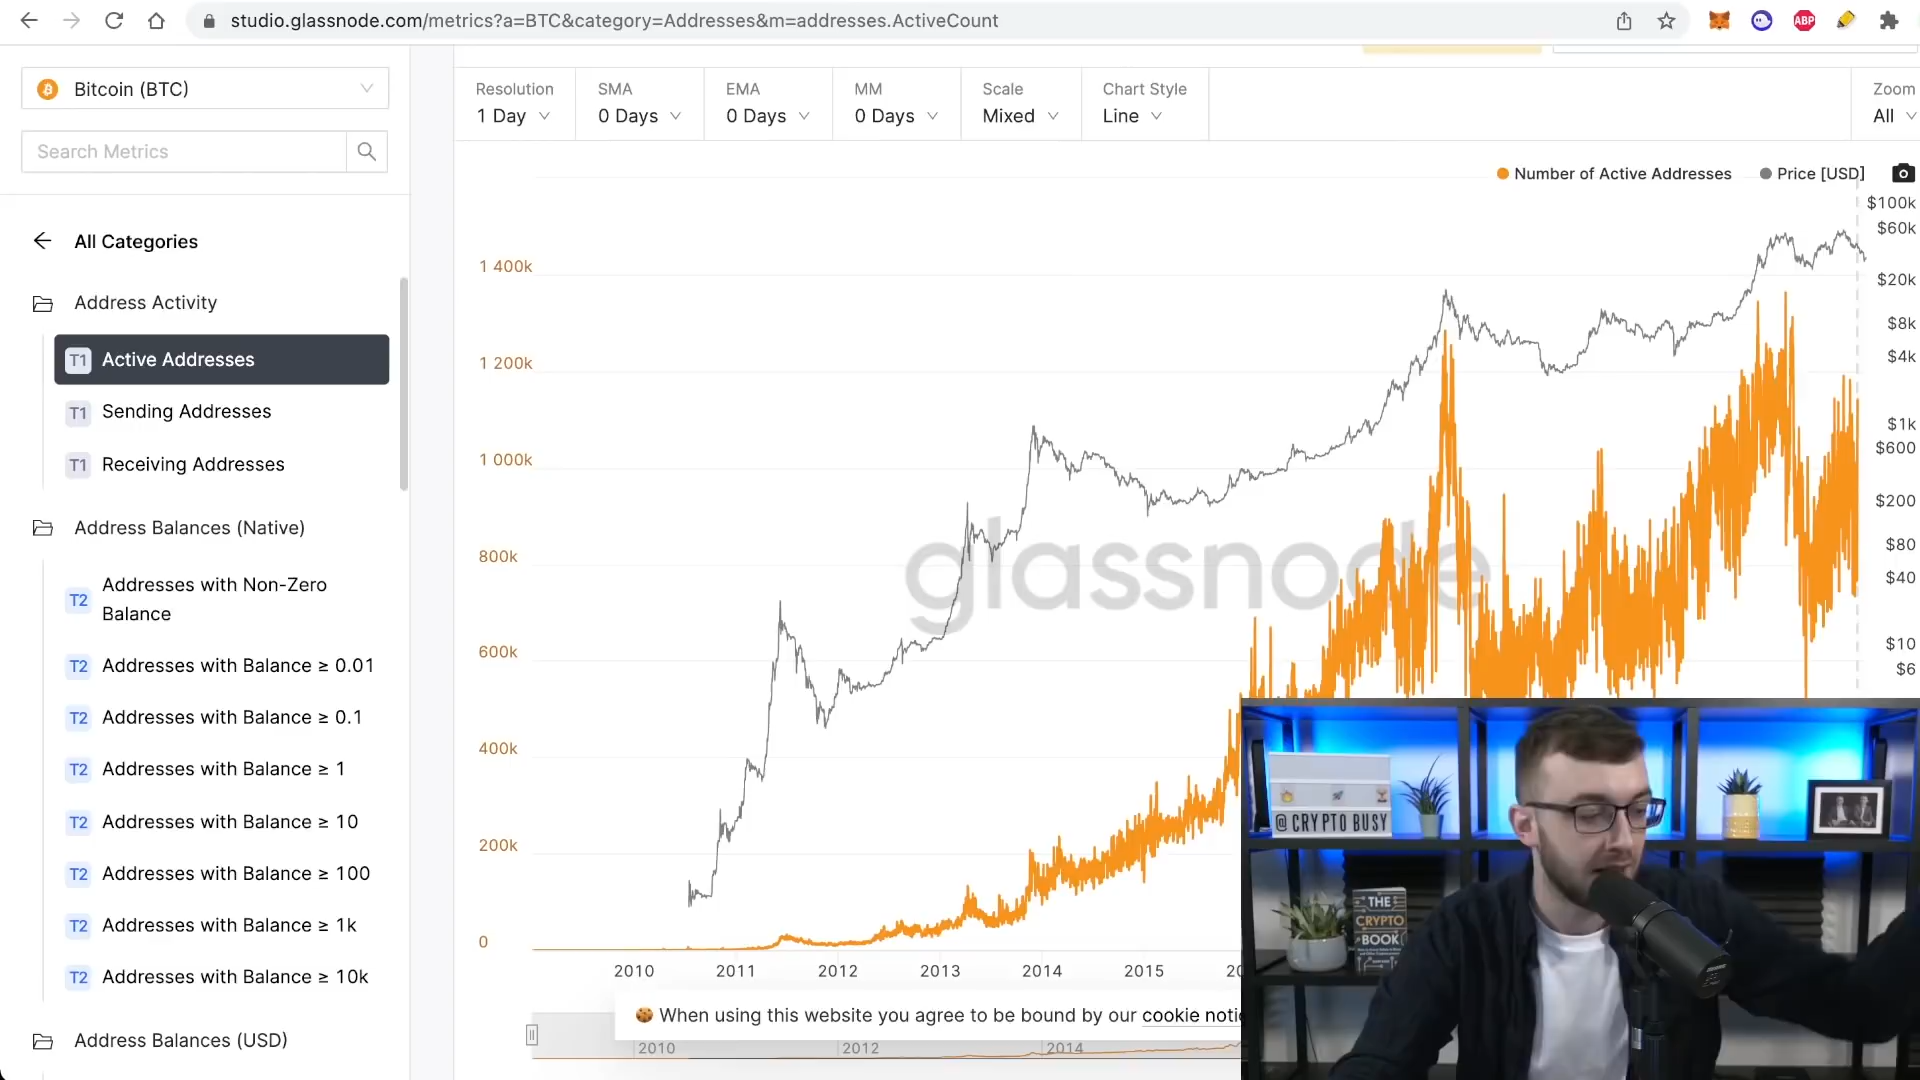 studio.glassnode.com/metrics?a=BTC&category=Addresses&m=addresses.ActiveCount
ABP
Bitcoin (BTC)
Search Metrics
All Categories
Address Activity
T1 Active Addresses
T1 Sending Addresses
T1 Receiving Addresses
Address Balances (Native)
T2 Addresses with Non-Zero
Balance
T2 Addresses with Balance ≥ 0.01
T2 Addresses with Balance ≥ 0.1
T2 Addresses with Balance ≥ 1
T2 Addresses with Balance ≥ 10
T2 Addresses with Balance ≥ 100
T2 Addresses with Balance ≥ 1k
T2 Addresses with Balance ≥ 10k
Address Balances (USD)
Resolution
1 Day
SMA
0 Days
EMA
0 Days
MM
0 Days
Scale
Mixed
Chart Style
Line
Zoom
All
Number of Active Addresses
Price [USD]
1 400k
1 200k
1 000k
800k
600k
400k
200k
0
$100k
$60k
$20k
$8k
$4k
$1k
$600
$200
$80
$40
$10
$6
glassnode
2010 2011 2012 2013 2014 2015 20
When using this website you agree to be bound by our cookie noti
2010 2012 2014
@CRYPTO BUSY
THE
CRYPTO
BOOK